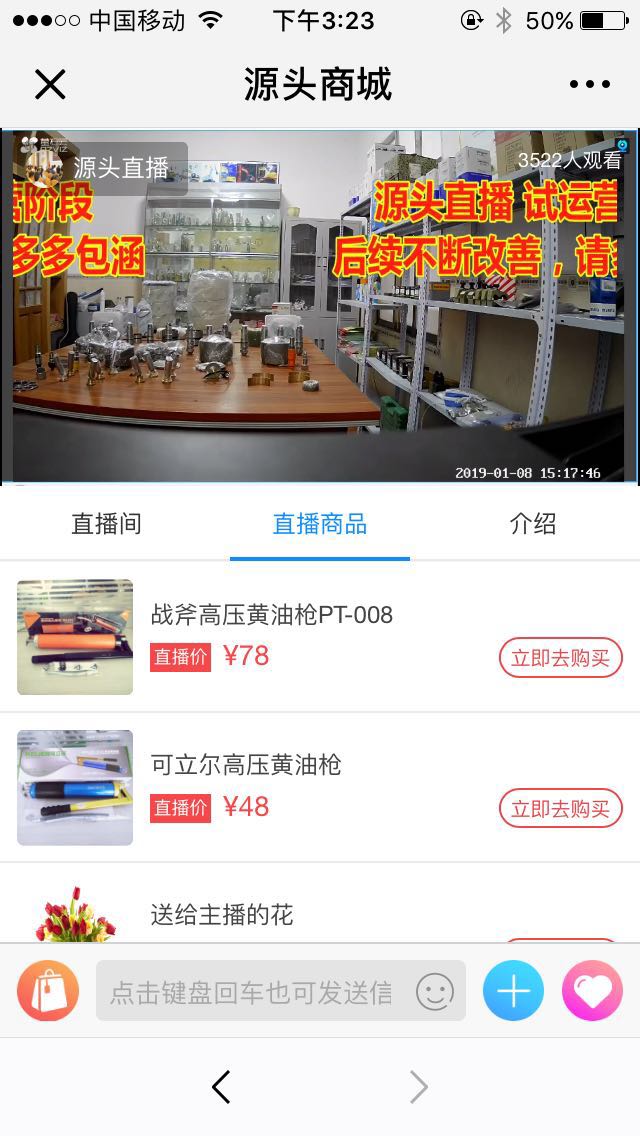 中国移动 下午3:23 50%
源头商城
源头直播
3522人观看
营阶段 源头直播 试运营
多多包涵 后续不断改善，请多
2019-01-08 15:17:46
直播间 直播商品 介绍
战斧高压黄油枪PT-008
直播价 ¥78 立即去购买
可立尔高压黄油枪
直播价 ¥48 立即去购买
送给主播的花
点击键盘回车也可发送信